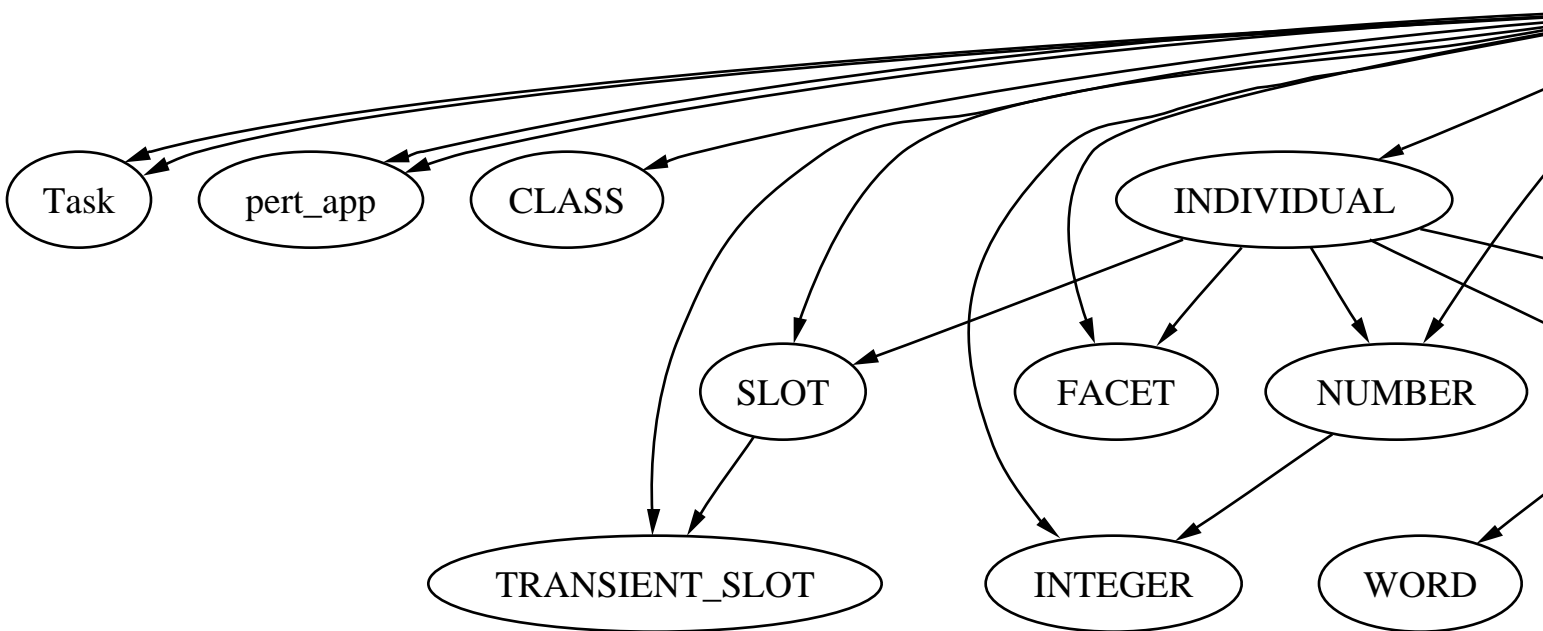 Task
pert_app
CLASS
INDIVIDUAL
SLOT
FACET
NUMBER
TRANSIENT_SLOT
INTEGER
WORD